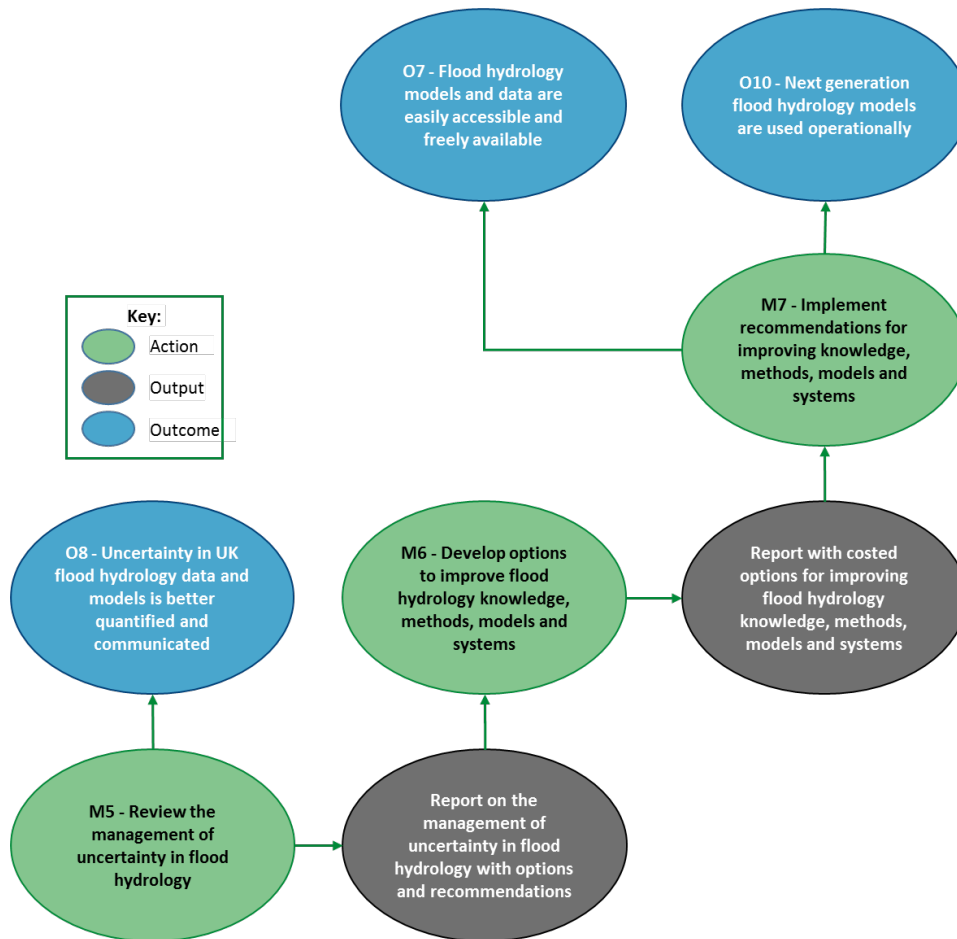 O7 - Flood hydrology
models and data are
easily accessible and
freely available
O10 - Next generation
flood hydrology models
are used operationally
M7 - Implement
recommendations for
improving knowledge,
methods, models and
systems
Key:
Action
Output
Outcome
O8 - Uncertainty in UK
flood hydrology data and
models is better
quantified and
communicated
M6 - Develop options
to improve flood
hydrology knowledge,
methods, models and
systems
Report with costed
options for improving
flood hydrology
knowledge, methods,
models and systems
M5 - Review the
management of
uncertainty in flood
hydrology
Report on the
management of
uncertainty in flood
hydrology with options
and recommendations